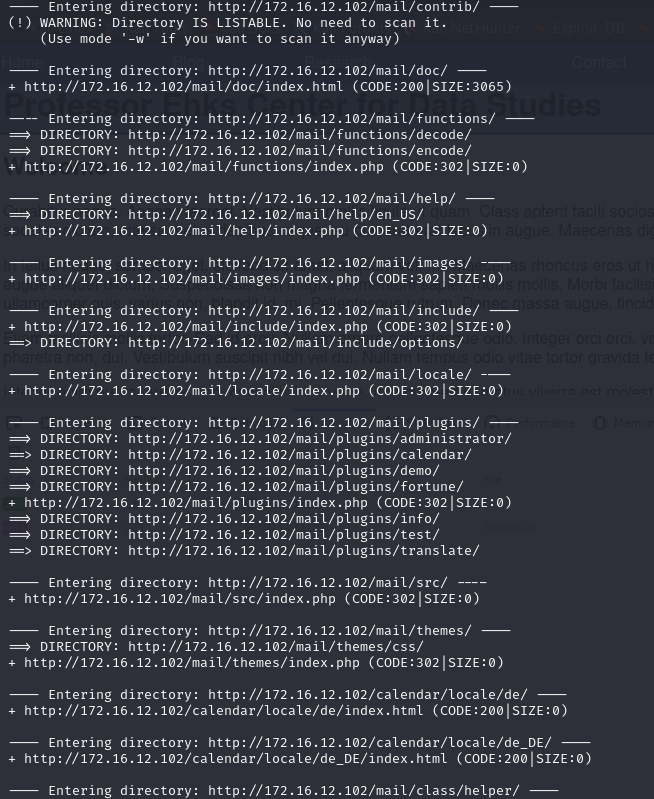 ---- Entering directory: http://172.16.12.102/mail/contrib/ ----
(!) WARNING: Directory IS LISTABLE. No need to scan it.
(Use mode '-w' if you want to scan it anyway)
---- Entering directory: http://172.16.12.102/mail/doc/ ----
+ http://172.16.12.102/mail/doc/index.html (CODE:200|SIZE:3065)
---- Entering directory: http://172.16.12.102/mail/functions/ ----
==> DIRECTORY: http://172.16.12.102/mail/functions/decode/
==> DIRECTORY: http://172.16.12.102/mail/functions/encode/
+ http://172.16.12.102/mail/functions/index.php (CODE:302|SIZE:0)
---- Entering directory: http://172.16.12.102/mail/help/ ----
==> DIRECTORY: http://172.16.12.102/mail/help/en_US/
+ http://172.16.12.102/mail/help/index.php (CODE:302|SIZE:0)
---- Entering directory: http://172.16.12.102/mail/images/ ----
+ http://172.16.12.102/mail/images/index.php (CODE:302|SIZE:0)
---- Entering directory: http://172.16.12.102/mail/include/ ----
+ http://172.16.12.102/mail/include/index.php (CODE:302|SIZE:0)
==> DIRECTORY: http://172.16.12.102/mail/include/options/
---- Entering directory: http://172.16.12.102/mail/locale/ ----
+ http://172.16.12.102/mail/locale/index.php (CODE:302|SIZE:0)
---- Entering directory: http://172.16.12.102/mail/plugins/ ----
==> DIRECTORY: http://172.16.12.102/mail/plugins/administrator/
==> DIRECTORY: http://172.16.12.102/mail/plugins/calendar/
==> DIRECTORY: http://172.16.12.102/mail/plugins/demo/
==> DIRECTORY: http://172.16.12.102/mail/plugins/fortune/
+ http://172.16.12.102/mail/plugins/index.php (CODE:302|SIZE:0)
==> DIRECTORY: http://172.16.12.102/mail/plugins/info/
==> DIRECTORY: http://172.16.12.102/mail/plugins/test/
==> DIRECTORY: http://172.16.12.102/mail/plugins/translate/
---- Entering directory: http://172.16.12.102/mail/src/ ----
+ http://172.16.12.102/mail/src/index.php (CODE:302|SIZE:0)
---- Entering directory: http://172.16.12.102/mail/themes/ ----
==> DIRECTORY: http://172.16.12.102/mail/themes/css/
+ http://172.16.12.102/mail/themes/index.php (CODE:302|SIZE:0)
---- Entering directory: http://172.16.12.102/calendar/locale/de/ ----
+ http://172.16.12.102/calendar/locale/de/index.html (CODE:200|SIZE:0)
---- Entering directory: http://172.16.12.102/calendar/locale/de_DE/ ----
+ http://172.16.12.102/calendar/locale/de_DE/index.html (CODE:200|SIZE:0)
---- Entering directory: http://172.16.12.102/mail/class/helper/ ----